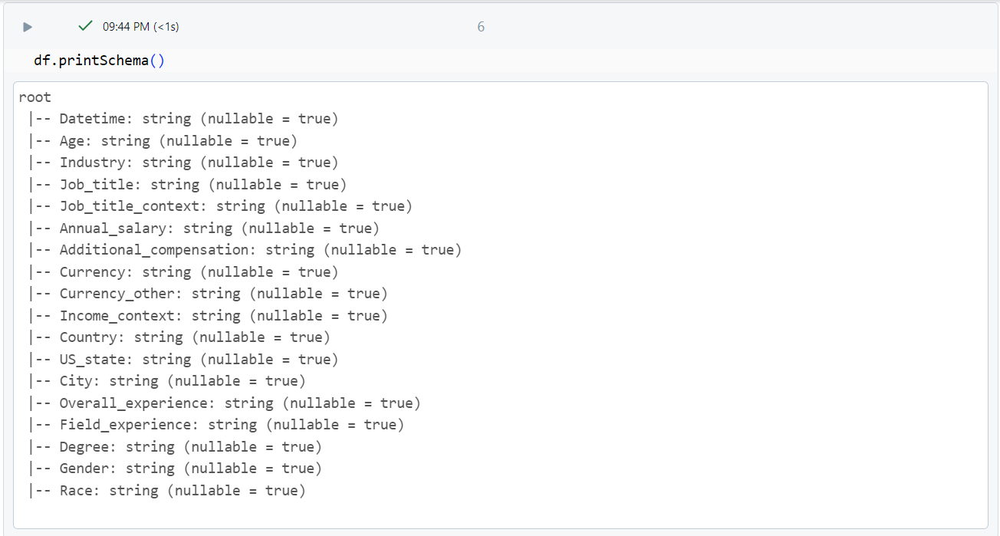 09:44 PM (<1s) 6
df.printSchema()
root
 |-- Datetime: string (nullable = true)
 |-- Age: string (nullable = true)
 |-- Industry: string (nullable = true)
 |-- Job_title: string (nullable = true)
 |-- Job_title_context: string (nullable = true)
 |-- Annual_salary: string (nullable = true)
 |-- Additional_compensation: string (nullable = true)
 |-- Currency: string (nullable = true)
 |-- Currency_other: string (nullable = true)
 |-- Income_context: string (nullable = true)
 |-- Country: string (nullable = true)
 |-- US_state: string (nullable = true)
 |-- City: string (nullable = true)
 |-- Overall_experience: string (nullable = true)
 |-- Field_experience: string (nullable = true)
 |-- Degree: string (nullable = true)
 |-- Gender: string (nullable = true)
 |-- Race: string (nullable = true)